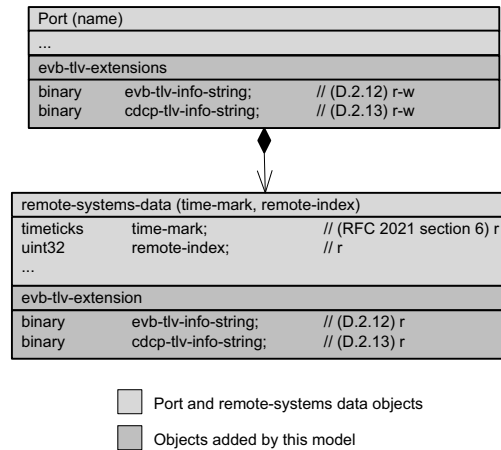 Port (name)
...
evb-tlv-extensions
binary evb-tlv-info-string; // (D.2.12) r-w
binary cdcp-tlv-info-string; // (D.2.13) r-w
remote-systems-data (time-mark, remote-index)
timeticks time-mark; // (RFC 2021 section 6) r
uint32 remote-index; // r
...
evb-tlv-extension
binary evb-tlv-info-string; // (D.2.12) r
binary cdcp-tlv-info-string; // (D.2.13) r
Port and remote-systems data objects
Objects added by this model